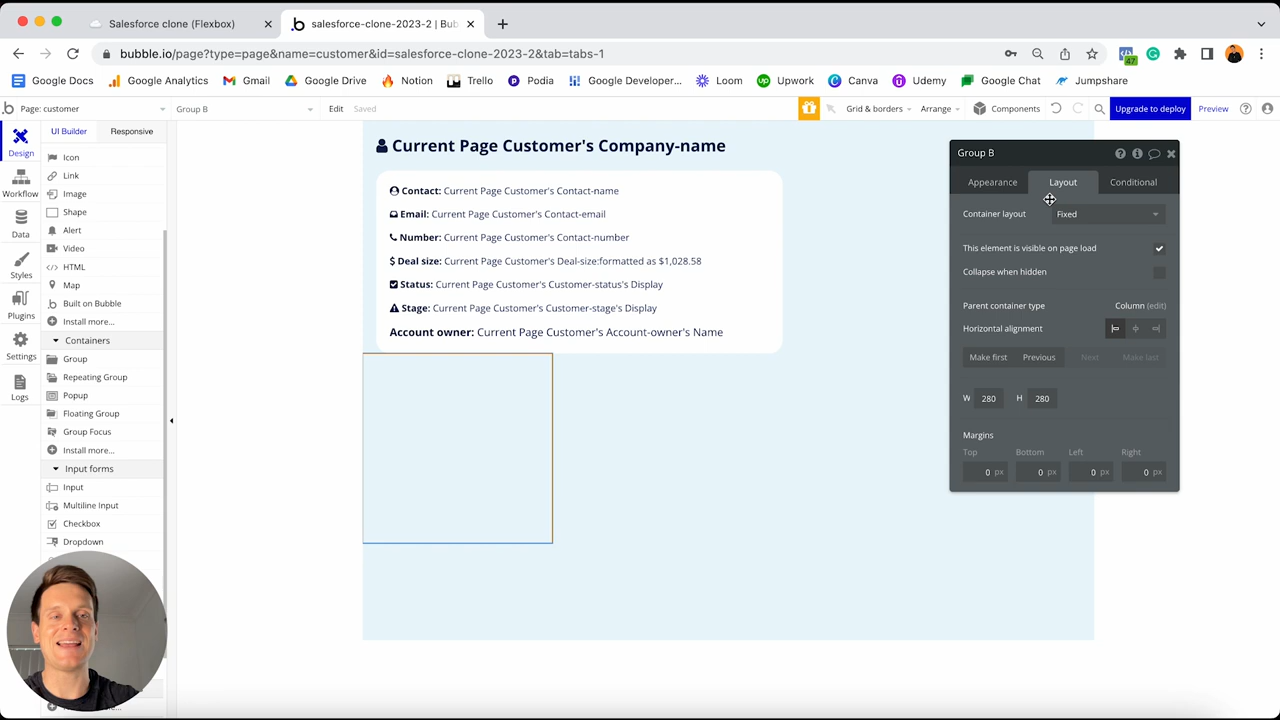 Salesforce clone (Flexbox)
salesforce-clone-2023-2 | Bub
bubble.io/page?type=page&name=customer&id=salesforce-clone-2023-2&tab=tabs-1
47
Google Docs
Google Analytics
Gmail
Google Drive
Notion
Trello
Podia
Google Developer...
Loom
Upwork
Canva
Udemy
Google Chat
Jumpshare
Page: customer
Group B
Edit
Saved
Grid & borders
Arrange
Components
Upgrade to deploy
Preview
Design
Workflow
Data
Styles
Plugins
Settings
Logs
UI Builder
Responsive
Icon
Link
Image
Shape
Alert
Video
HTML
Map
Built on Bubble
Install more...
Containers
Group
Repeating Group
Popup
Floating Group
Group Focus
Install more...
Input forms
Input
Multiline Input
Checkbox
Dropdown
Current Page Customer's Company-name
Contact: Current Page Customer's Contact-name
Email: Current Page Customer's Contact-email
Number: Current Page Customer's Contact-number
$ Deal size: Current Page Customer's Deal-size:formatted as $1,028.58
Status: Current Page Customer's Customer-status's Display
Stage: Current Page Customer's Customer-stage's Display
Account owner: Current Page Customer's Account-owner's Name
Group B
Appearance
Layout
Conditional
Container layout
Fixed
This element is visible on page load
Collapse when hidden
Parent container type
Column (edit)
Horizontal alignment
Make first
Previous
Next
Make last
W 280 H 280
Margins
Top Bottom Left Right
0 px 0 px 0 px 0 px